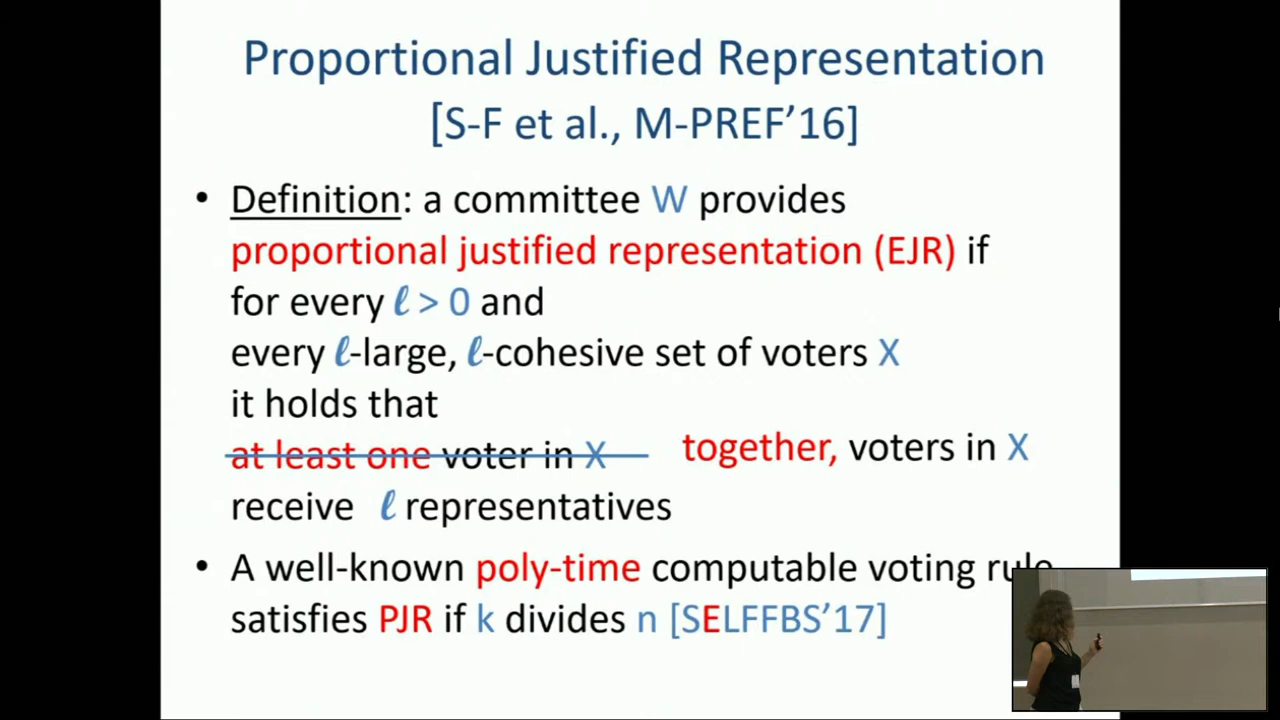 Proportional Justified Representation
[S-F et al., M-PREF’16]
• Definition: a committee W provides
proportional justified representation (EJR) if
for every ℓ > 0 and
every ℓ-large, ℓ-cohesive set of voters X
it holds that
at least one voter in X together, voters in X
receive ℓ representatives
• A well-known poly-time computable voting rule
satisfies PJR if k divides n [SELFFBS’17]